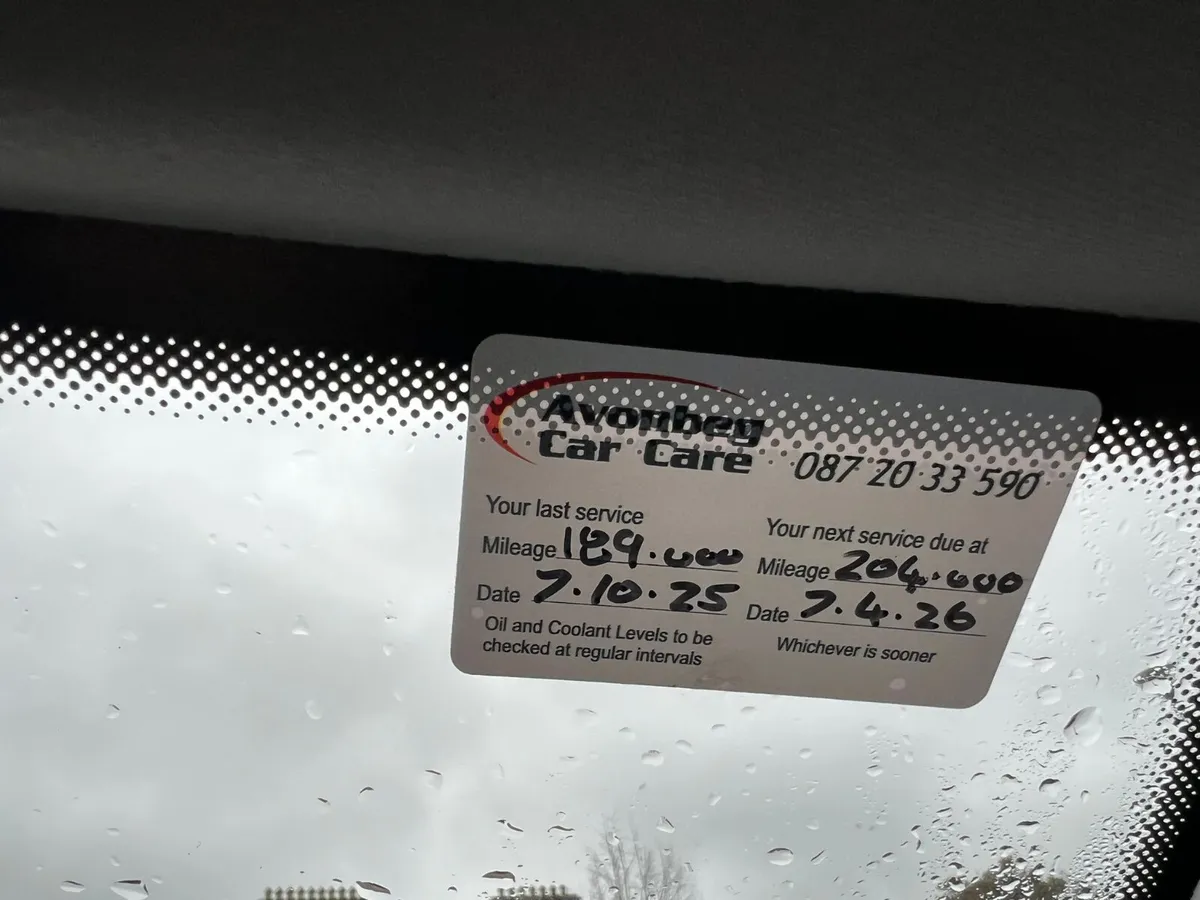 Avonbeg
Car Care
087 20 33 590
Your last service
Mileage 189.000
Date 7.10.25
Oil and Coolant Levels to be
checked at regular intervals
Your next service due at
Mileage 204.000
Date 7.4.26
Whichever is sooner